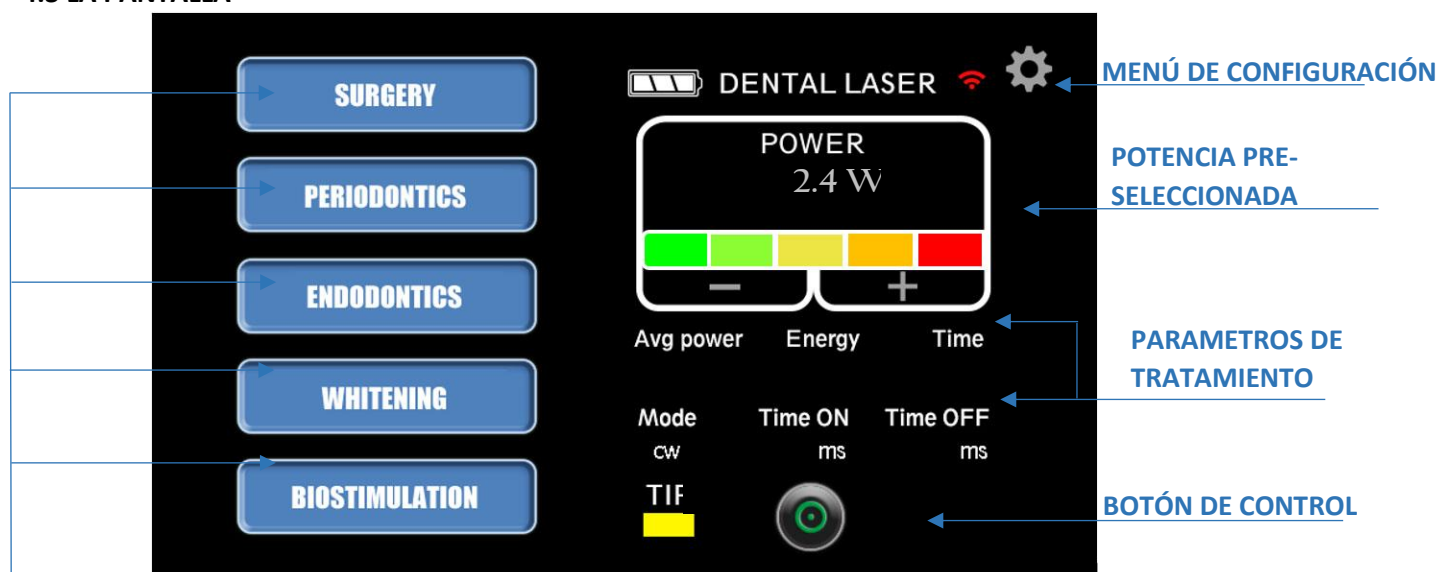 SURGERY
PERIODONTICS
ENDODONTICS
WHITENING
BIOSTIMULATION
DENTAL LASER
POWER
2.4 W
− +
Avg power Energy Time
Mode Time ON Time OFF
cw ms ms
TIF
MENÚ DE CONFIGURACIÓN
POTENCIA PRE-
SELECCIONADA
PARAMETROS DE
TRATAMIENTO
BOTÓN DE CONTROL